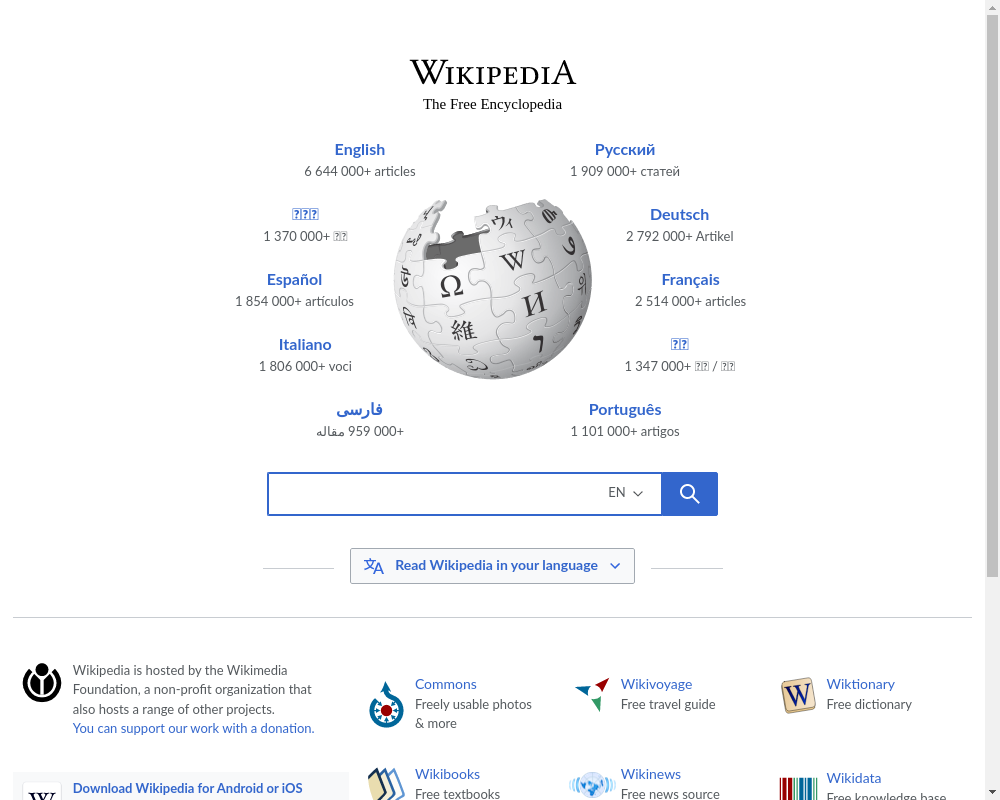 WIKIPEDIA
The Free Encyclopedia
English
6 644 000+ articles
Русский
1 909 000+ статей
1 370 000+
Deutsch
2 792 000+ Artikel
Español
1 854 000+ artículos
Français
2 514 000+ articles
Italiano
1 806 000+ voci
1 347 000+ /
فارسی
959 000+ مقاله
Português
1 101 000+ artigos
Ω
W
И
維
ウィ
EN
Read Wikipedia in your language
Wikipedia is hosted by the Wikimedia
Foundation, a non-profit organization that
also hosts a range of other projects.
You can support our work with a donation.
Download Wikipedia for Android or iOS
Commons
Freely usable photos
& more
Wikivoyage
Free travel guide
Wiktionary
Free dictionary
Wikibooks
Free textbooks
Wikinews
Free news source
Wikidata
Free knowledge base